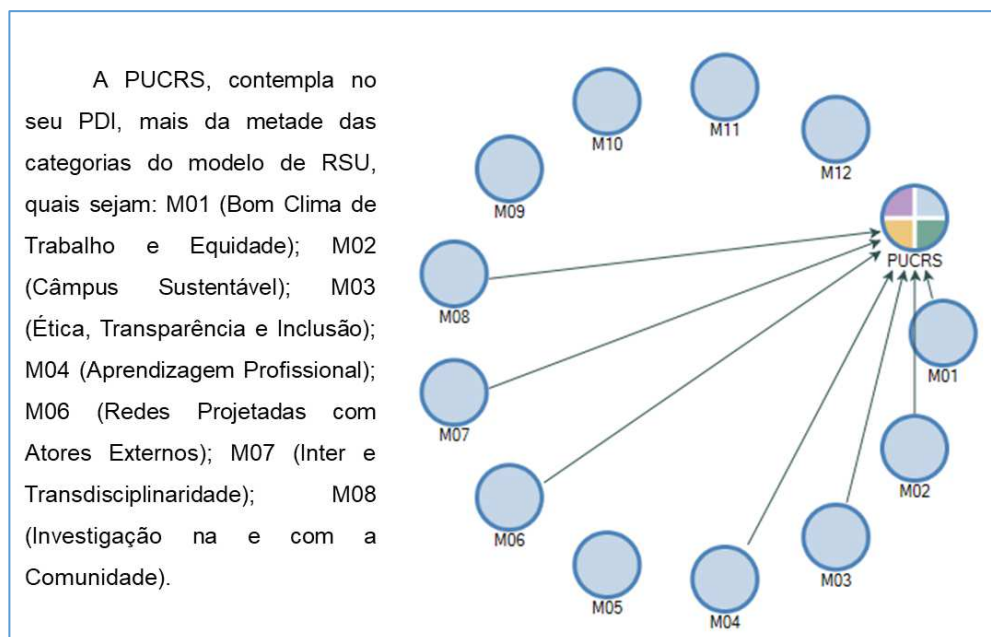 A PUCRS, contempla no
seu PDI, mais da metade das
categorias do modelo de RSU,
quais sejam: M01 (Bom Clima de
Trabalho e Equidade); M02
(Câmpus Sustentável); M03
(Ética, Transparência e Inclusão);
M04 (Aprendizagem Profissional);
M06 (Redes Projetadas com
Atores Externos); M07 (Inter e
Transdisciplinaridade); M08
(Investigação na e com a
Comunidade).
M11
M10
M12
M09
PUCRS
M08
M01
M07
M02
M06
M03
M05
M04